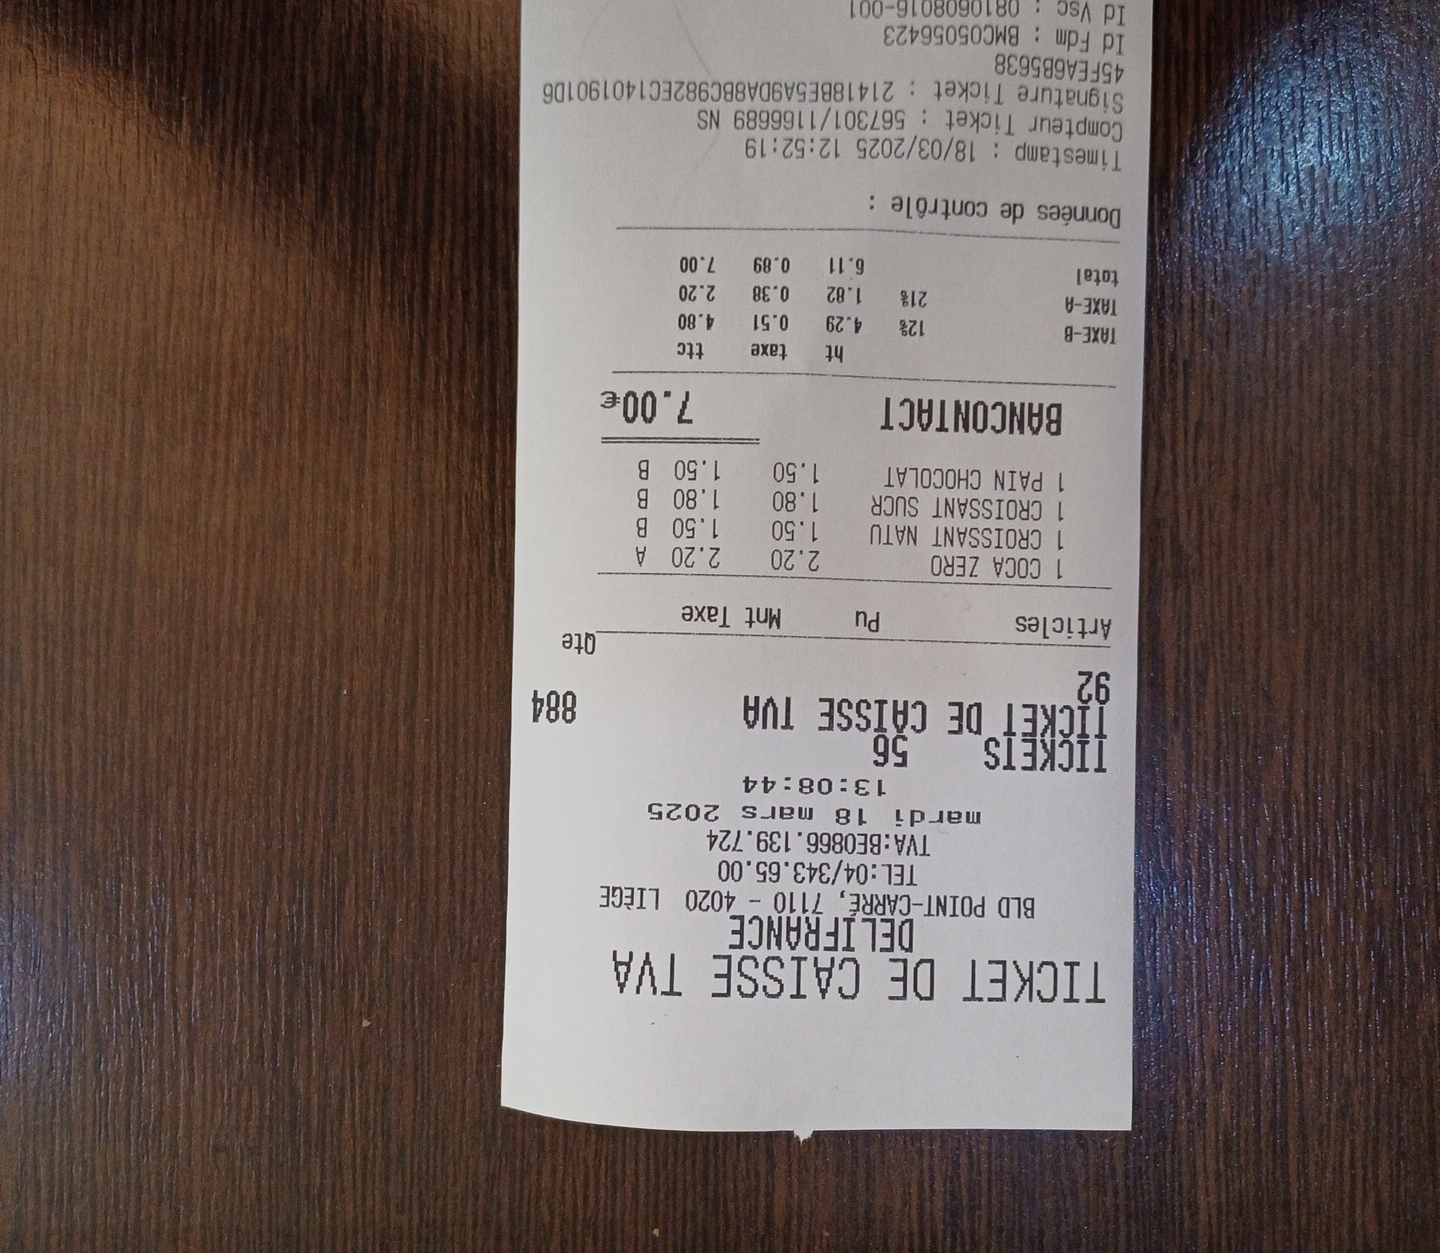 TICKET DE CAISSE TVA
DELIFRANCE
BLD POINT-CARRÉ, 7110 - 4020 LIÈGE
TEL:04/343.65.00
TVA:BE0866.139.724
mardi 18 mars 2025
13:08:44
TICKETS 56
TICKET DE CAISSE TVA 884
92
Qte
Articles Pu Mnt Taxe
1 COCA ZERO 2.20 2.20 A
1 CROISSANT NATU 1.50 1.50 B
1 CROISSANT SUCR 1.80 1.80 B
1 PAIN CHOCOLAT 1.50 1.50 B
BANCONTACT 7.00€
ht taxe ttc
TAXE-B 12% 4.29 0.51 4.80
TAXE-A 21% 1.82 0.38 2.20
total 6.11 0.89 7.00
Données de contrôle :
Timestamp : 18/03/2025 12:52:19
Compteur Ticket : 567301/1166689 NS
Signature Ticket : 21418BE5A9DA8BC982EC1401901D6
45FEA6B5638
Id Fdm : BMC05056423
Id Vsc : 0810608016-001